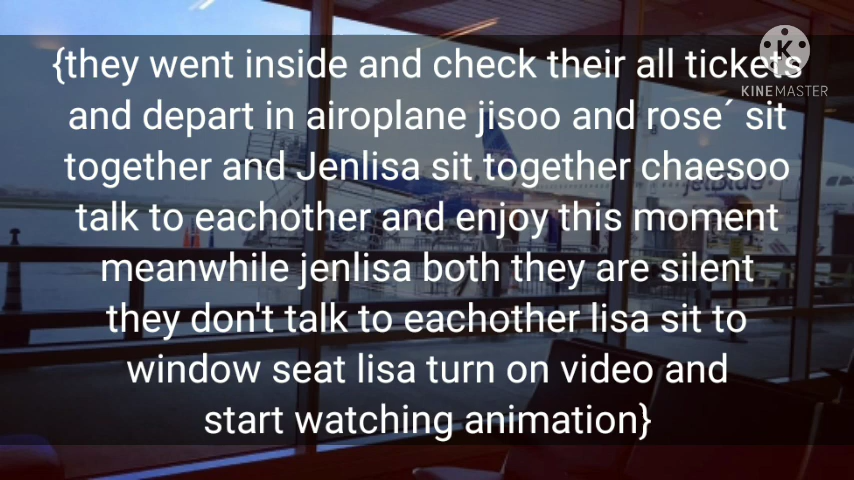 {they went inside and check their all tickets
and depart in airoplane jisoo and rose´ sit
together and Jenlisa sit together chaesoo
talk to eachother and enjoy this moment
meanwhile jenlisa both they are silent
they don't talk to eachother lisa sit to
window seat lisa turn on video and
start watching animation}
K
KINEMASTER
jetBlue